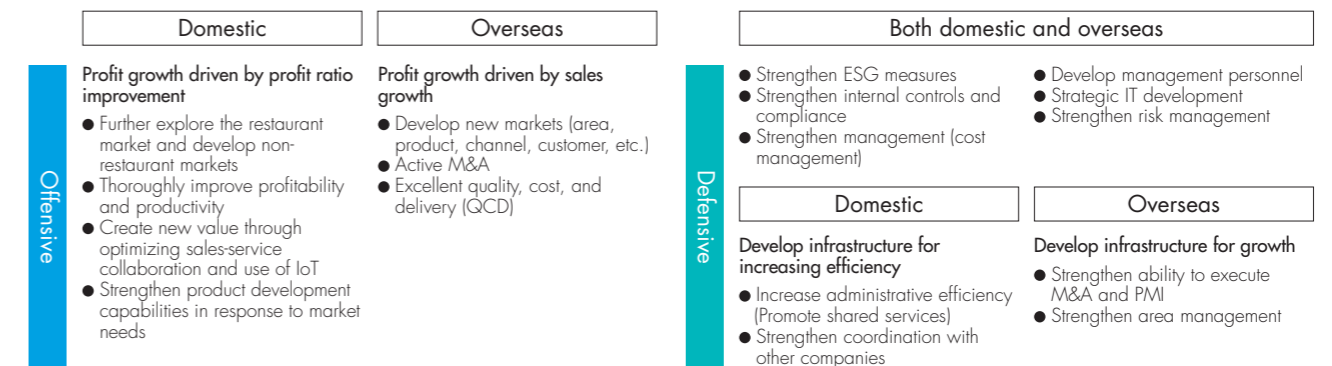 Offensive
Domestic
Profit growth driven by profit ratio
improvement
● Further explore the restaurant
market and develop non-
restaurant markets
● Thoroughly improve profitability
and productivity
● Create new value through
optimizing sales-service
collaboration and use of IoT
● Strengthen product development
capabilities in response to market
needs
Overseas
Profit growth driven by sales
growth
● Develop new markets (area,
product, channel, customer, etc.)
● Active M&A
● Excellent quality, cost, and
delivery (QCD)
Defensive
Both domestic and overseas
● Strengthen ESG measures
● Strengthen internal controls and
compliance
● Strengthen management (cost
management)
● Develop management personnel
● Strategic IT development
● Strengthen risk management
Domestic
Develop infrastructure for
increasing efficiency
● Increase administrative efficiency
(Promote shared services)
● Strengthen coordination with
other companies
Overseas
Develop infrastructure for growth
● Strengthen ability to execute
M&A and PMI
● Strengthen area management